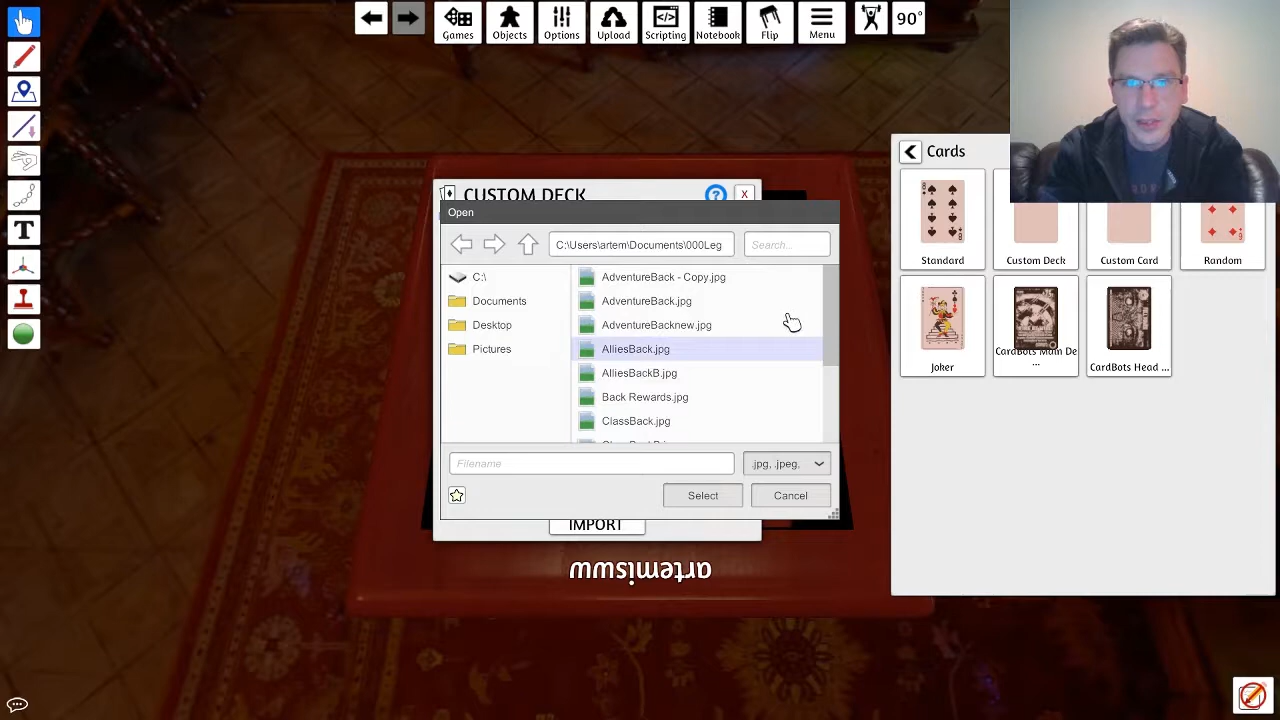 Games
Objects
Options
Upload
Scripting
Notebook
Flip
Menu
90°
T
Cards
Standard
Custom Deck
Custom Card
Random
Joker
CardBots Main De
...
CardBots Head ...
CUSTOM DECK
?
X
Open
C:\Users\artem\Documents\000Leg
Search...
C:\
Documents
Desktop
Pictures
AdventureBack - Copy.jpg
AdventureBack.jpg
AdventureBacknew.jpg
AlliesBack.jpg
AlliesBackB.jpg
Back Rewards.jpg
ClassBack.jpg
Filename
.jpg, .jpeg,
Select
Cancel
IMPORT
artemisuw